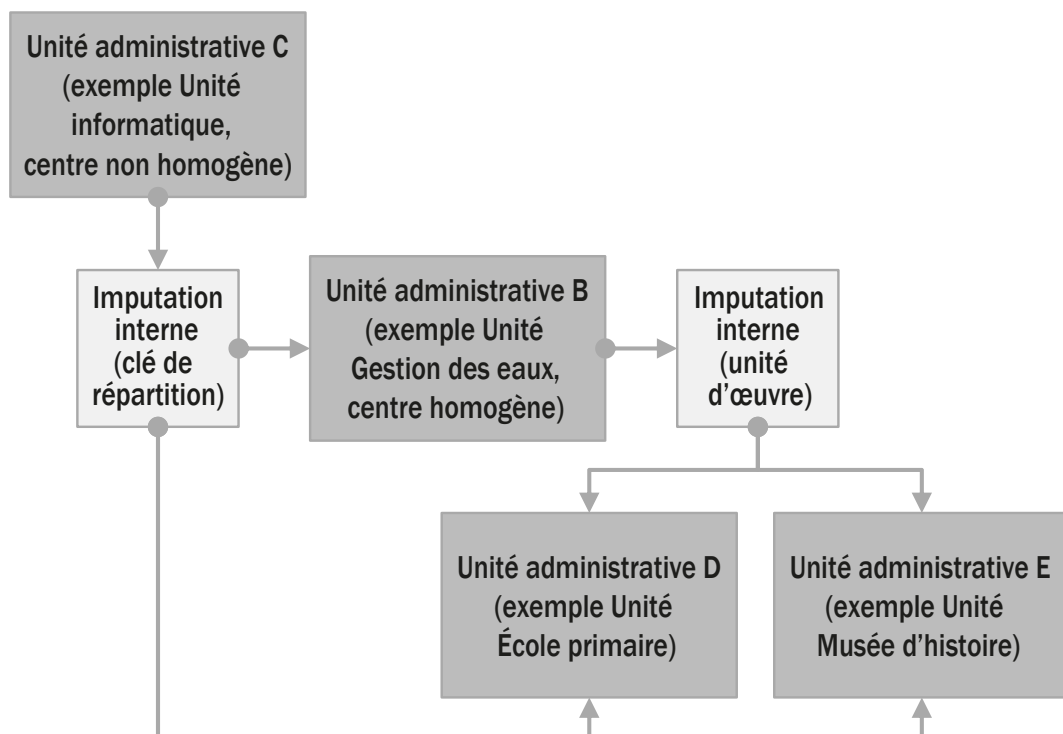 Unité administrative C
(exemple Unité
informatique,
centre non homogène)
Imputation
interne
(clé de
répartition)
Unité administrative B
(exemple Unité
Gestion des eaux,
centre homogène)
Imputation
interne
(unité
d’œuvre)
Unité administrative D
(exemple Unité
École primaire)
Unité administrative E
(exemple Unité
Musée d’histoire)